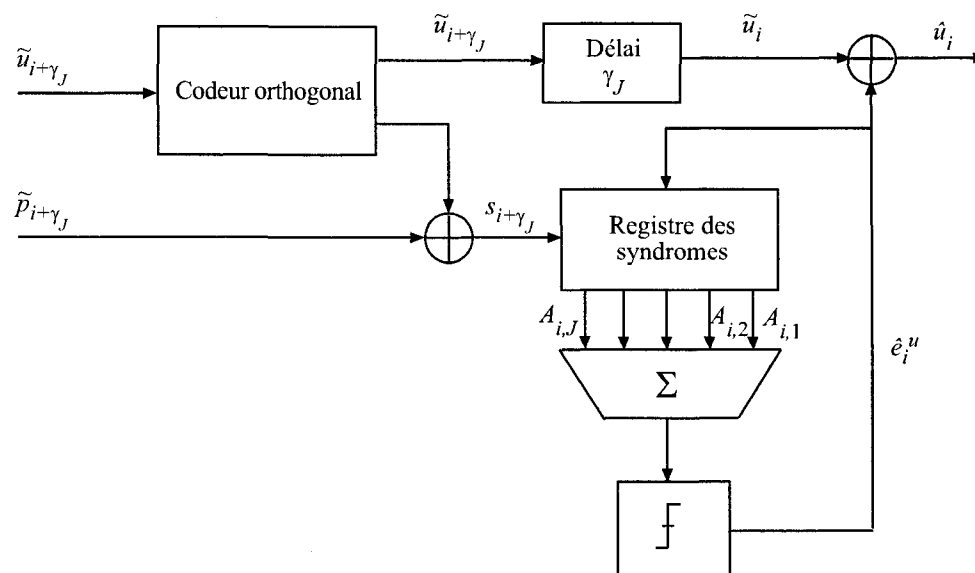 ũ_{i+γ_J}
Codeur orthogonal
ũ_{i+γ_J}
Délai
γ_J
ũ_i
û_i
p̃_{i+γ_J}
s_{i+γ_J}
Registre des
syndromes
A_{i,J}
A_{i,2}
A_{i,1}
Σ
ê_i^u